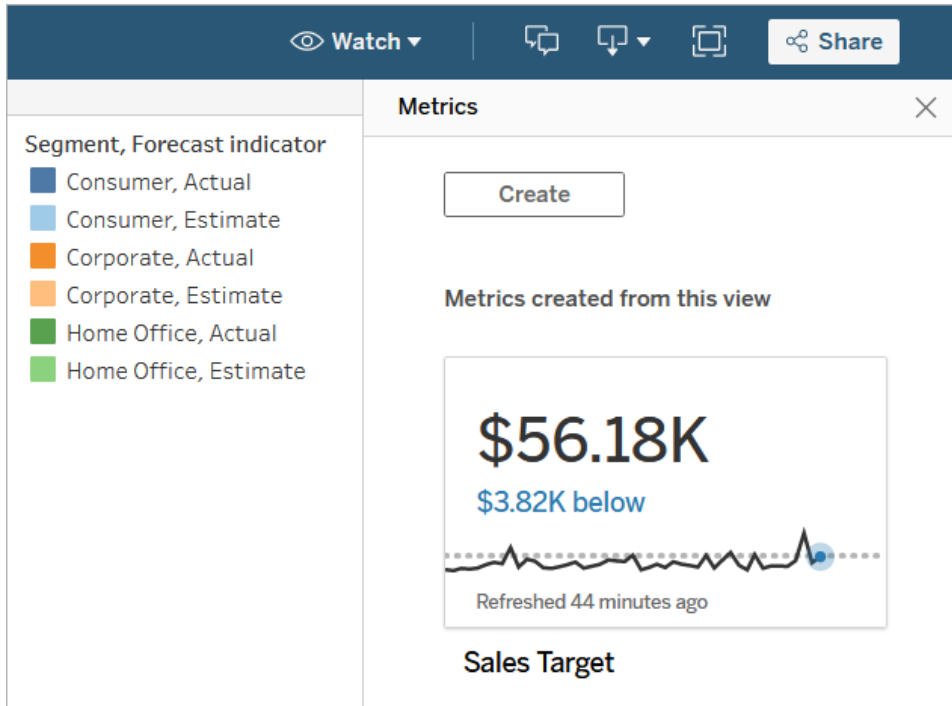 Watch
Share
Metrics
Segment, Forecast indicator
Consumer, Actual
Consumer, Estimate
Corporate, Actual
Corporate, Estimate
Home Office, Actual
Home Office, Estimate
Create
Metrics created from this view
$56.18K
$3.82K below
Refreshed 44 minutes ago
Sales Target